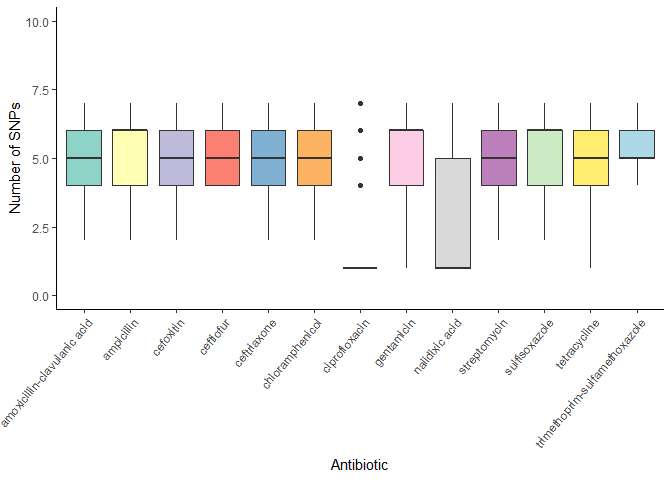 10.0
7.5
5.0
2.5
0.0
Number of SNPs
amoxicillin-clavulanic acid
ampicillin
cefoxitin
ceftiofur
ceftriaxone
chloramphenicol
ciprofloxacin
gentamicin
nalidixic acid
streptomycin
sulfisoxazole
tetracycline
trimethoprim-sulfamethoxazole
Antibiotic